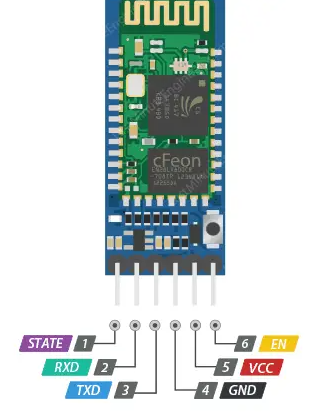 cFeon
STATE 1
6 EN
RXD 2
5 VCC
TXD 3
4 GND